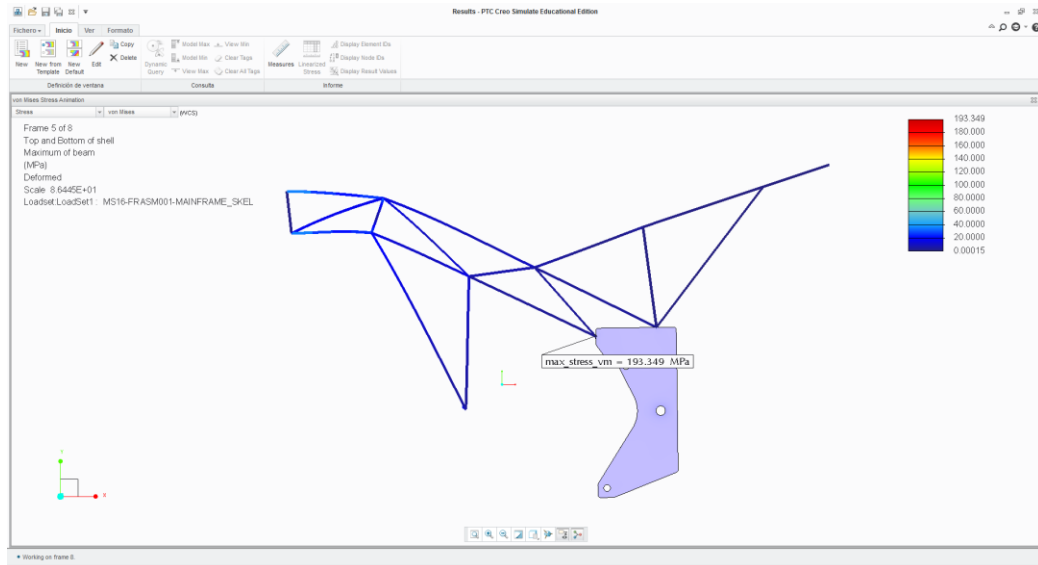 Results - PTC Creo Simulate Educational Edition
Fichero Inicio Ver Formato
New
New from Template
New Default
Edit
Copy
Delete
Definición de ventana
Dynamic Query
Model Max
Model Min
View Max
View Min
Clear Tags
Clear All Tags
Consulta
Measures
Linearized Stress
Display Element IDs
Display Node IDs
Display Result Values
Informe
von Mises Stress Animation
Stress von Mises (WCS)
Frame 5 of 8
Top and Bottom of shell
Maximum of beam
(MPa)
Deformed
Scale 8.6445E+01
Loadset:LoadSet1 : MS16-FRASM001-MAINFRAME_SKEL
193.349
180.000
160.000
140.000
120.000
100.000
80.0000
60.0000
40.0000
20.0000
0.00015
max_stress_vm = 193.349 MPa
Y
X
Working on frame 8.